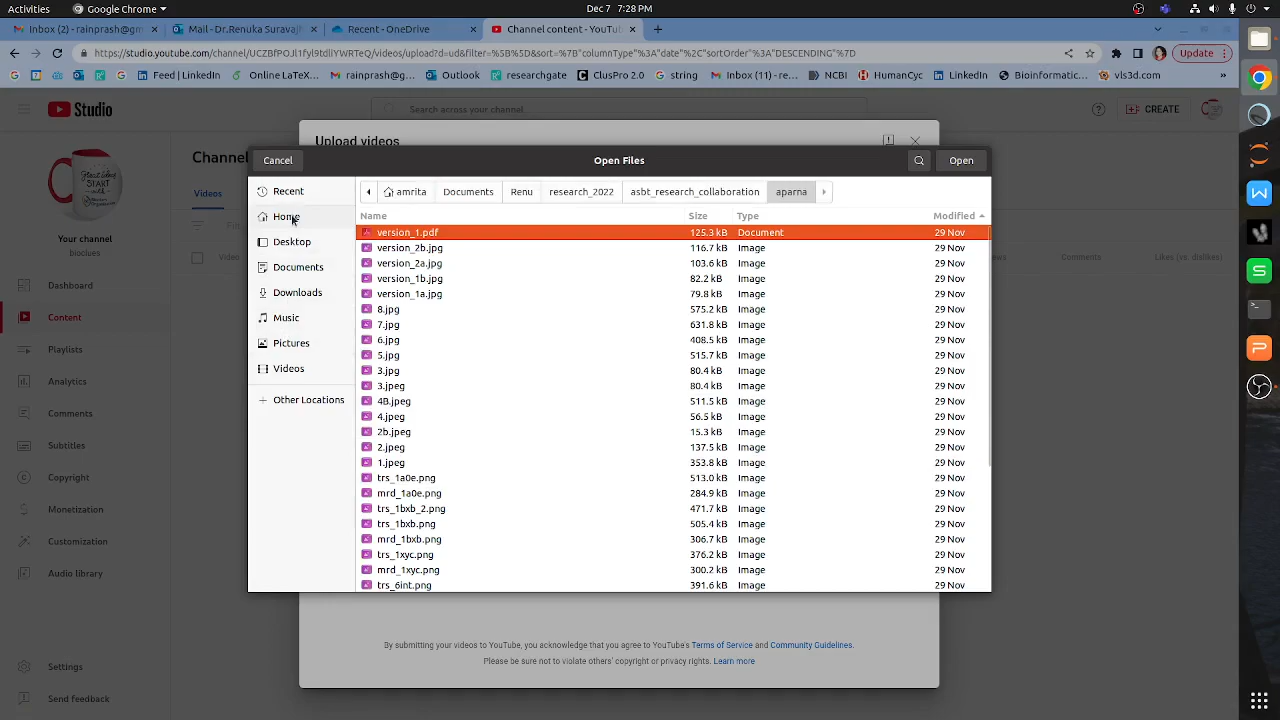 Activities Google Chrome Dec 7 7:28 PM
Inbox (2) - rainprash@gm Mail - Dr.Renuka Suravajh Recent - OneDrive Channel content - YouTub
https://studio.youtube.com/channel/UCZBfPOJl1fyl9tdliYWRTeQ/videos/upload?d=ud&filter=%5B%5D&sort=%7B"columnType"%3A"date"%2C"sortOrder"%3A"DESCENDING"%7D Update
Feed | LinkedIn Online LaTeX... rainprash@g... Outlook researchgate ClusPro 2.0 string Inbox (11) - re... NCBI HumanCyc LinkedIn Bioinformatic... vls3d.com »
Studio Search across your channel CREATE
Upload videos
Cancel Open Files Open
Channel
Recent amrita Documents Renu research_2022 asbt_research_collaboration aparna
Videos
Home Name Size Type Modified
version_1.pdf 125.3 kB Document 29 Nov
Your channel Desktop version_2b.jpg 116.7 kB Image 29 Nov
bioclues Video version_2a.jpg 103.6 kB Image 29 Nov Comments Likes (vs. dislikes)
Documents version_1b.jpg 82.2 kB Image 29 Nov
Dashboard Downloads version_1a.jpg 79.8 kB Image 29 Nov
8.jpg 575.2 kB Image 29 Nov
Content Music 7.jpg 631.8 kB Image 29 Nov
Pictures 6.jpg 408.5 kB Image 29 Nov
Playlists 5.jpg 515.7 kB Image 29 Nov
Videos 3.jpg 80.4 kB Image 29 Nov
Analytics 3.jpeg 80.4 kB Image 29 Nov
Other Locations 4B.jpeg 511.5 kB Image 29 Nov
Comments 4.jpeg 56.5 kB Image 29 Nov
2b.jpeg 15.3 kB Image 29 Nov
Subtitles 2.jpeg 137.5 kB Image 29 Nov
1.jpeg 353.8 kB Image 29 Nov
Copyright trs_1a0e.png 513.0 kB Image 29 Nov
mrd_1a0e.png 284.9 kB Image 29 Nov
Monetization trs_1bxb_2.png 471.7 kB Image 29 Nov
trs_1bxb.png 505.4 kB Image 29 Nov
Customization mrd_1bxb.png 306.7 kB Image 29 Nov
trs_1xyc.png 376.2 kB Image 29 Nov
Audio library mrd_1xyc.png 300.2 kB Image 29 Nov
trs_6int.png 391.6 kB Image 29 Nov
By submitting your videos to YouTube, you acknowledge that you agree to YouTube's Terms of Service and Community Guidelines.
Please be sure not to violate others' copyright or privacy rights. Learn more
Settings
Send feedback